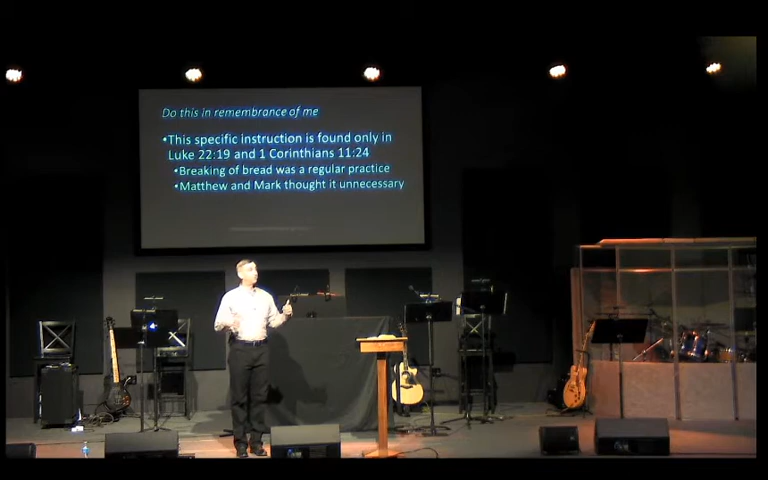 Do this in remembrance of me
•This specific instruction is found only in
Luke 22:19 and 1 Corinthians 11:24
•Breaking of bread was a regular practice
•Matthew and Mark thought it unnecessary